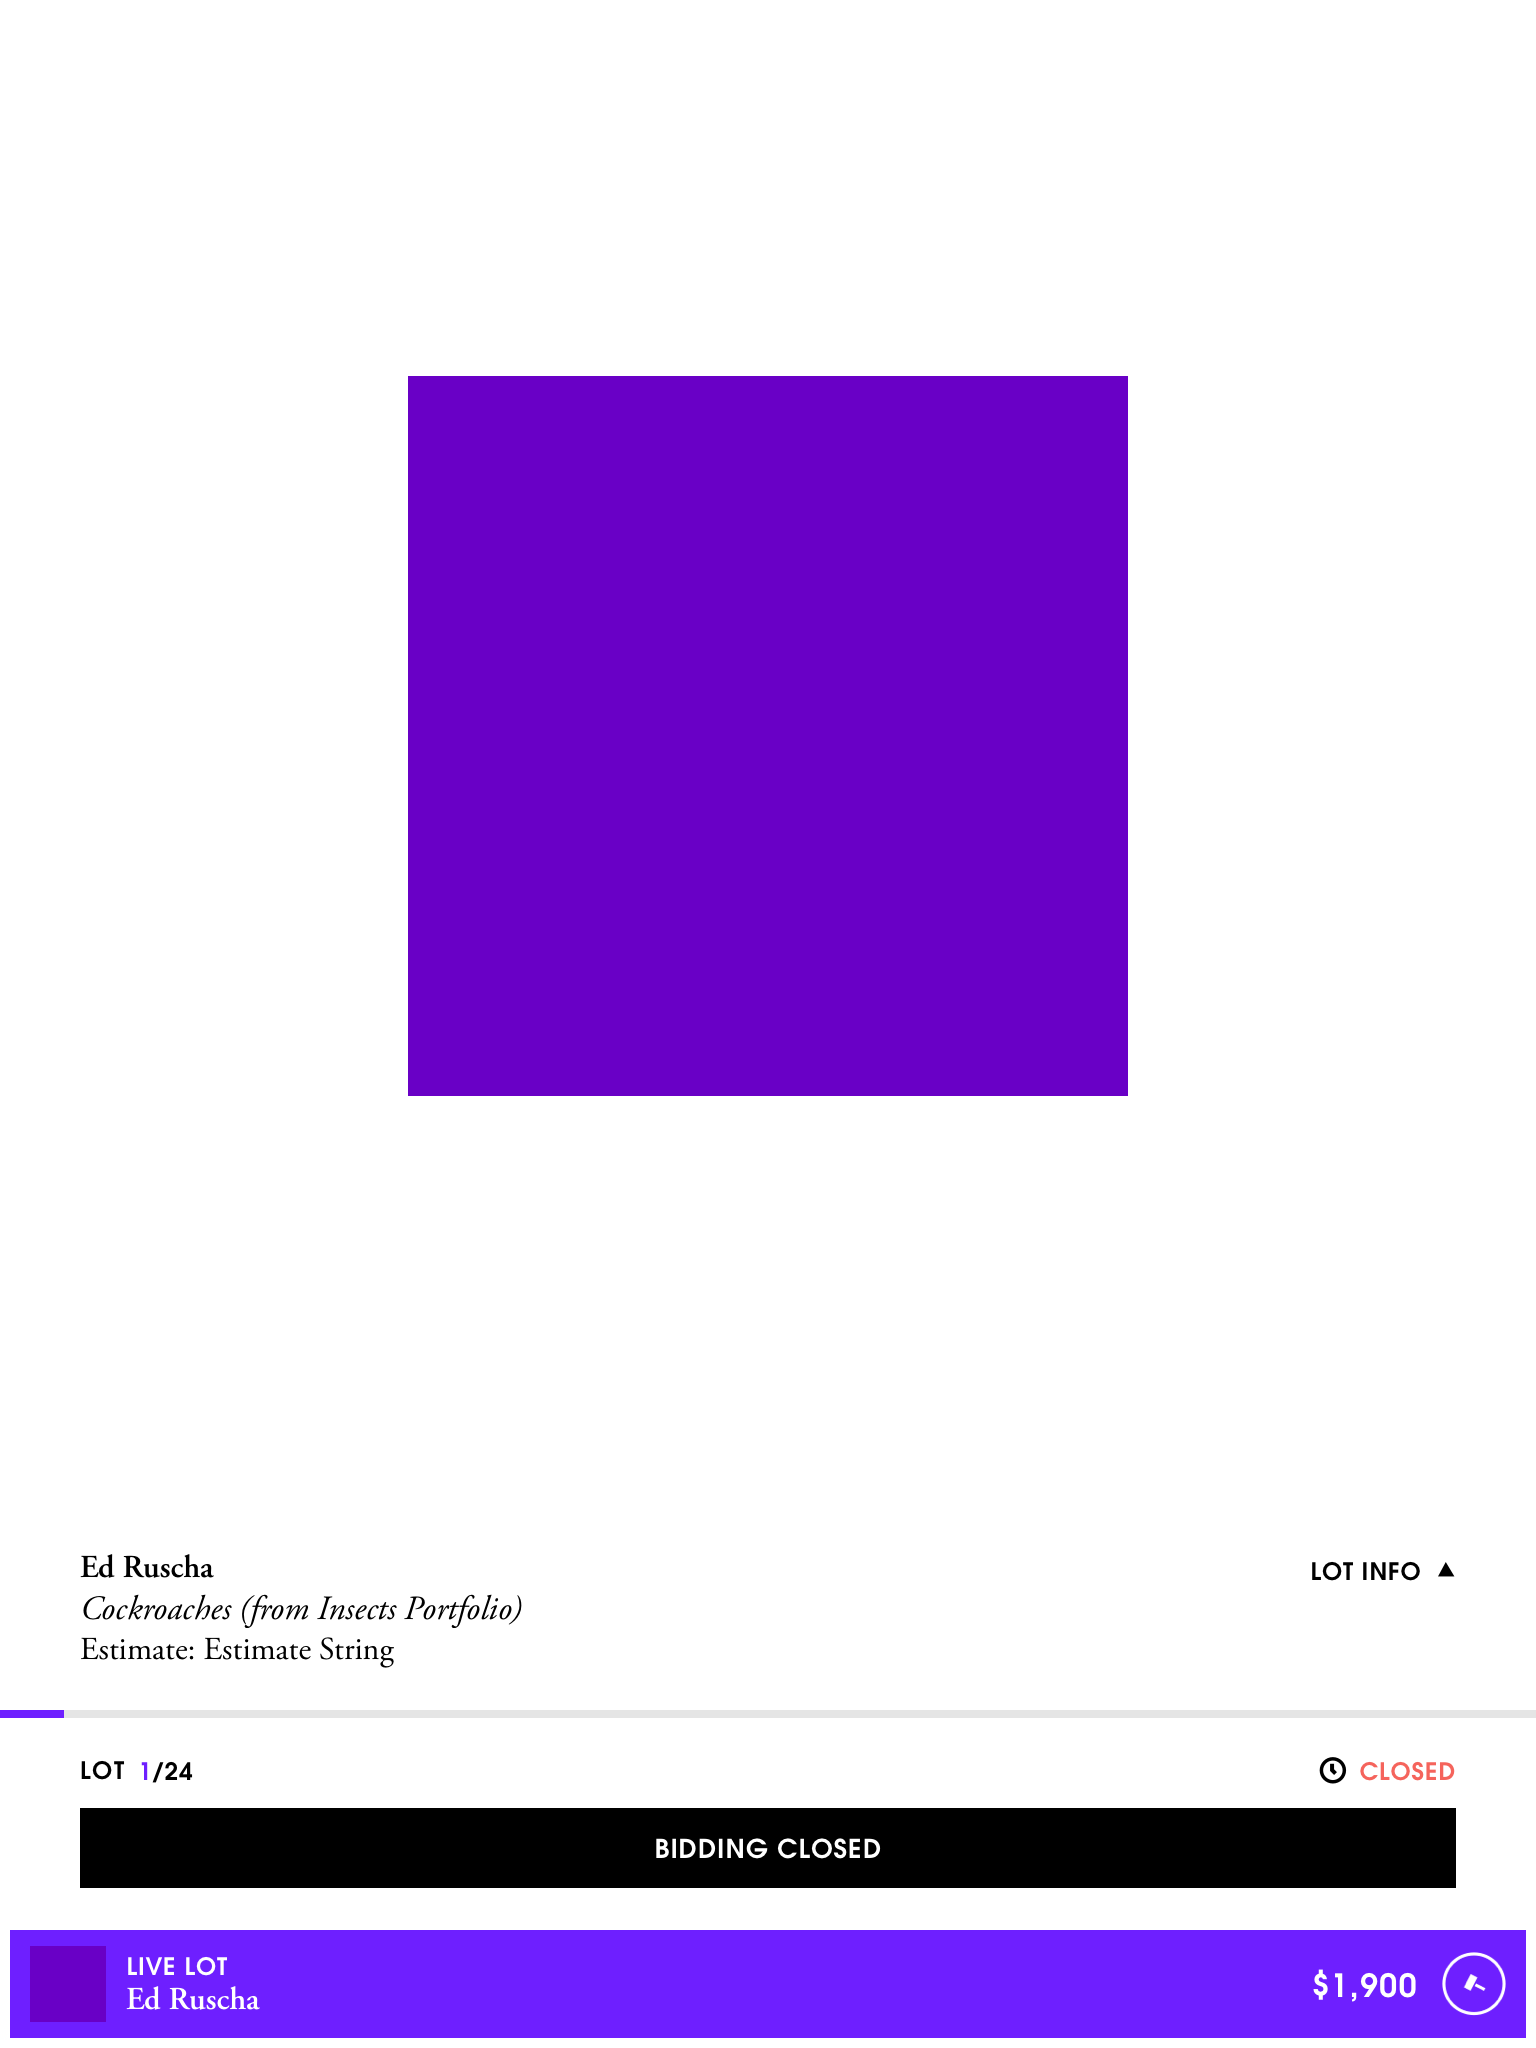 Ed Ruscha
LOT INFO
Cockroaches (from Insects Portfolio)
Estimate: Estimate String
LOT 1/24
CLOSED
BIDDING CLOSED
LIVE LOT
Ed Ruscha
$1,900